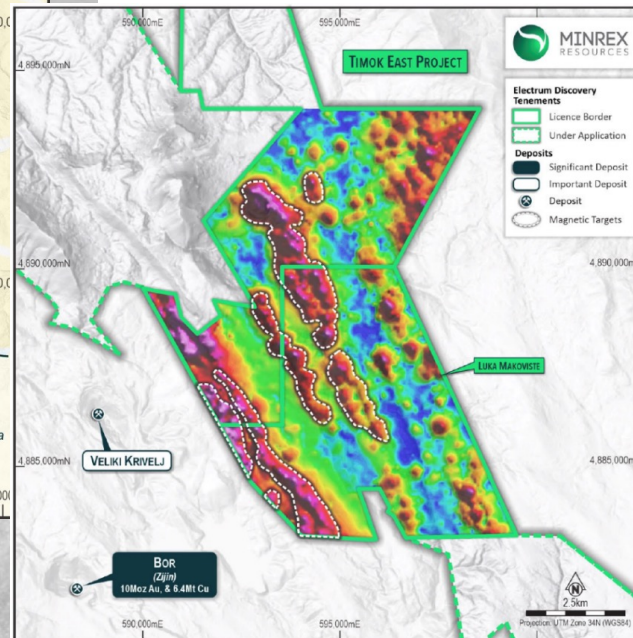 590,000mE
595,000mE
4,895,000mN
TIMOK EAST PROJECT
MINREX
RESOURCES
Electrum Discovery
Tenements
Licence Border
Under Application
Deposits
Significant Deposit
Important Deposit
Deposit
Magnetic Targets
4,890,000mN
4,890,000mN
LUKA MAKOVISTE
VELIKI KRIVELJ
4,885,000mN
4,885,000mN
BOR
(Zijin)
10Moz Au, & 6.4Mt Cu
N
2.5km
Projection: UTM Zone 34N (WGS84)
590,000mE
595,000mE